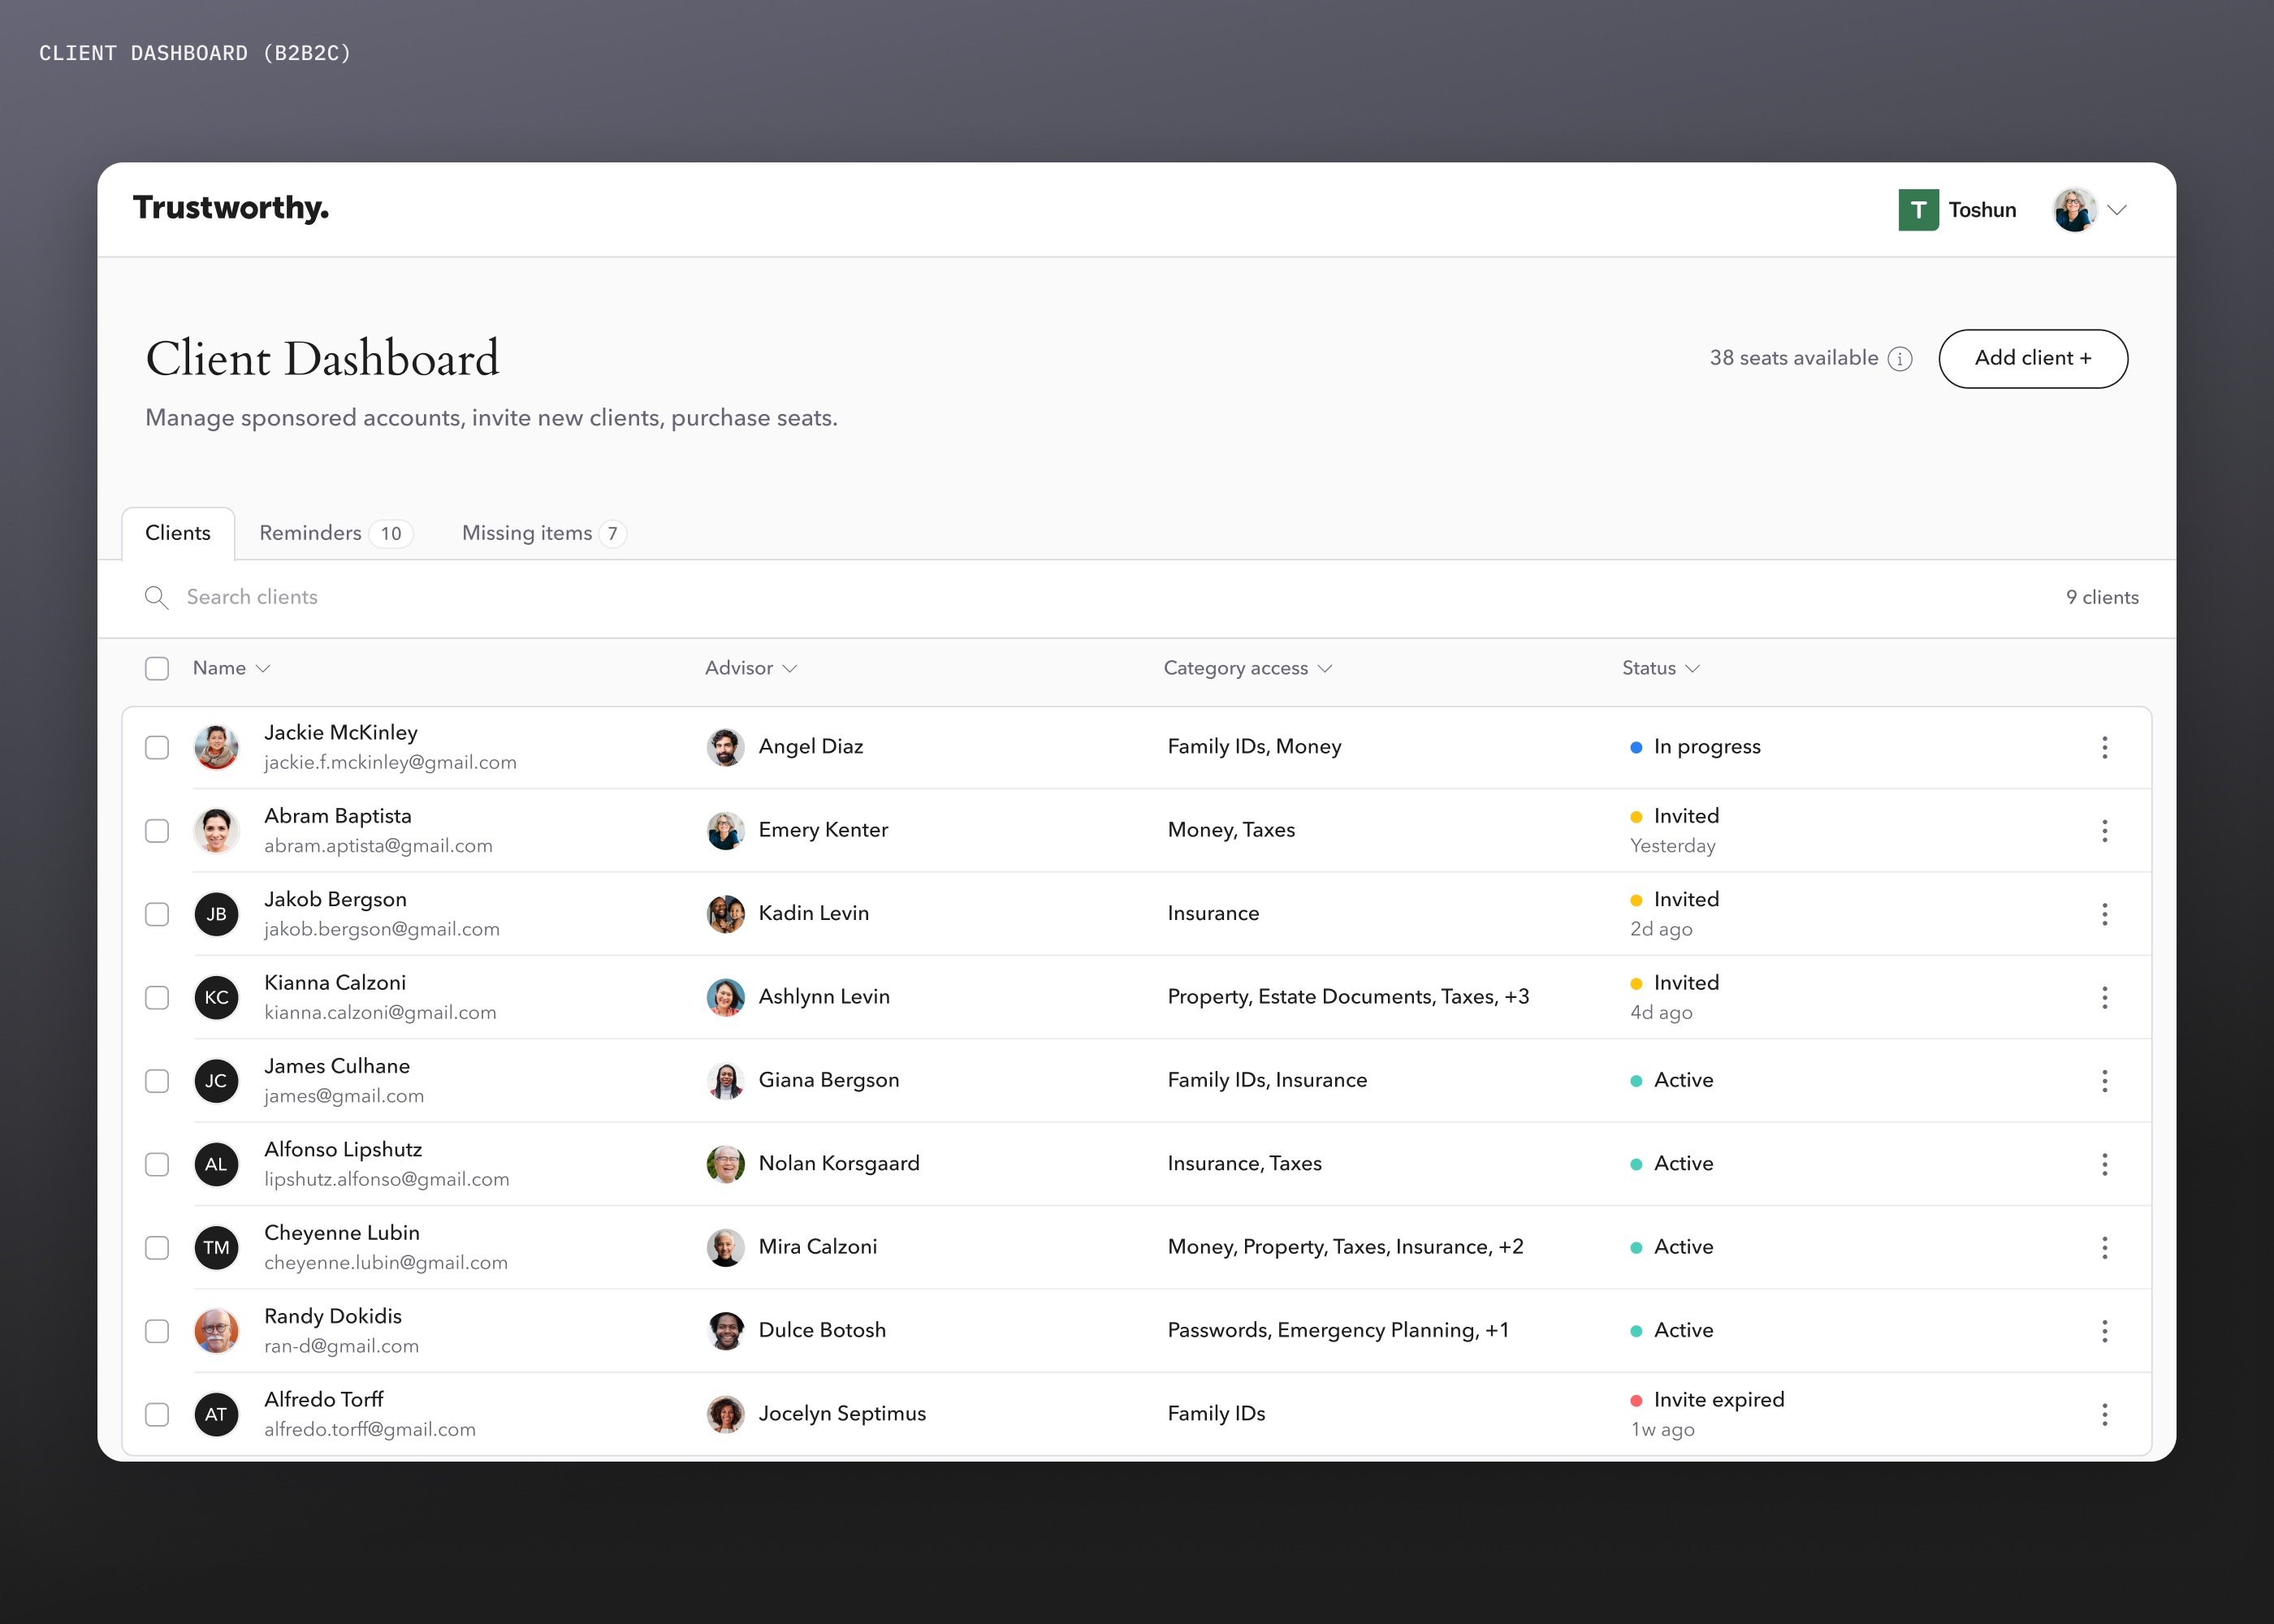 CLIENT DASHBOARD (B2B2C)
Trustworthy.
T Toshun
Client Dashboard
38 seats available i Add client +
Manage sponsored accounts, invite new clients, purchase seats.
Clients Reminders 10 Missing items 7
Search clients 9 clients
Name Advisor Category access Status
Jackie McKinley
jackie.f.mckinley@gmail.com
Angel Diaz
Family IDs, Money
In progress
Abram Baptista
abram.aptista@gmail.com
Emery Kenter
Money, Taxes
Invited
Yesterday
JB
Jakob Bergson
jakob.bergson@gmail.com
Kadin Levin
Insurance
Invited
2d ago
KC
Kianna Calzoni
kianna.calzoni@gmail.com
Ashlynn Levin
Property, Estate Documents, Taxes, +3
Invited
4d ago
JC
James Culhane
james@gmail.com
Giana Bergson
Family IDs, Insurance
Active
AL
Alfonso Lipshutz
lipshutz.alfonso@gmail.com
Nolan Korsgaard
Insurance, Taxes
Active
TM
Cheyenne Lubin
cheyenne.lubin@gmail.com
Mira Calzoni
Money, Property, Taxes, Insurance, +2
Active
Randy Dokidis
ran-d@gmail.com
Dulce Botosh
Passwords, Emergency Planning, +1
Active
AT
Alfredo Torff
alfredo.torff@gmail.com
Jocelyn Septimus
Family IDs
Invite expired
1w ago